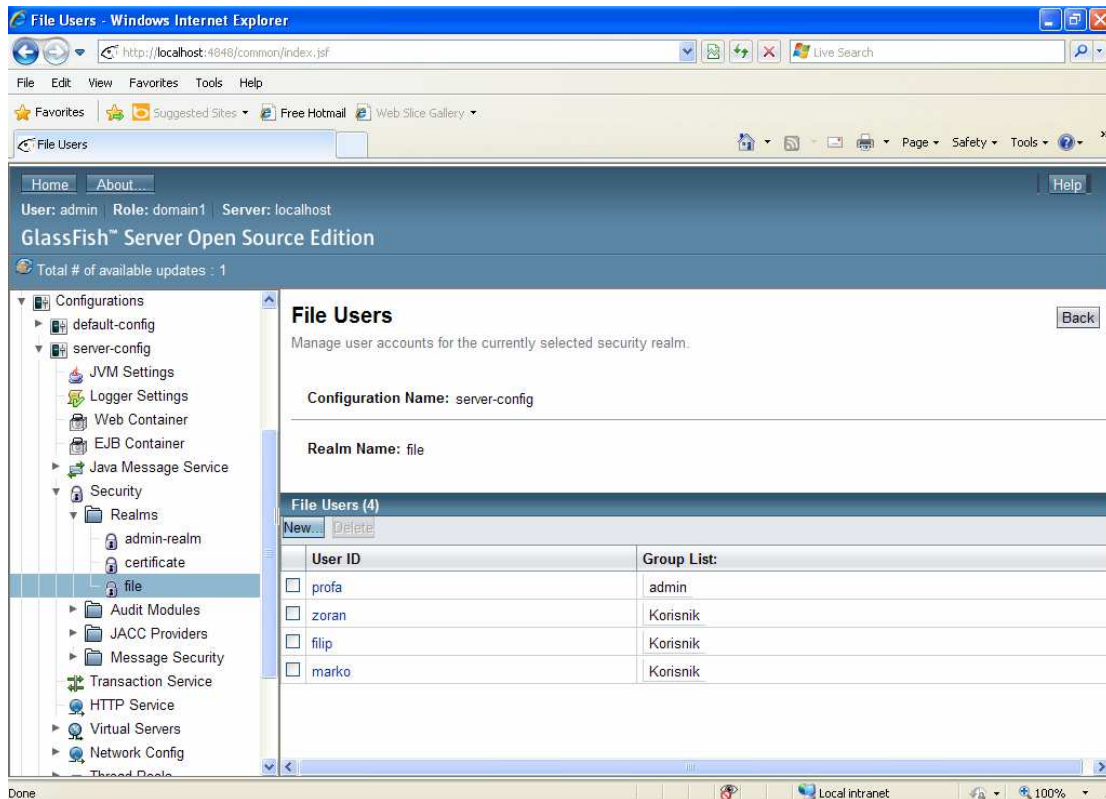 File Users - Windows Internet Explorer
http://localhost:4848/common/index.jsf
Live Search
File Edit View Favorites Tools Help
Favorites Suggested Sites Free Hotmail Web Slice Gallery
File Users
Page Safety Tools
Home About... Help
User: admin Role: domain1 Server: localhost
GlassFish™ Server Open Source Edition
Total # of available updates : 1
Configurations
default-config
server-config
JVM Settings
Logger Settings
Web Container
EJB Container
Java Message Service
Security
Realms
admin-realm
certificate
file
Audit Modules
JACC Providers
Message Security
Transaction Service
HTTP Service
Virtual Servers
Network Config
Thread Pools
File Users
Back
Manage user accounts for the currently selected security realm.
Configuration Name: server-config
Realm Name: file
File Users (4)
New... Delete
User ID Group List:
profa admin
zoran Korisnik
filip Korisnik
marko Korisnik
Done Local intranet 100%